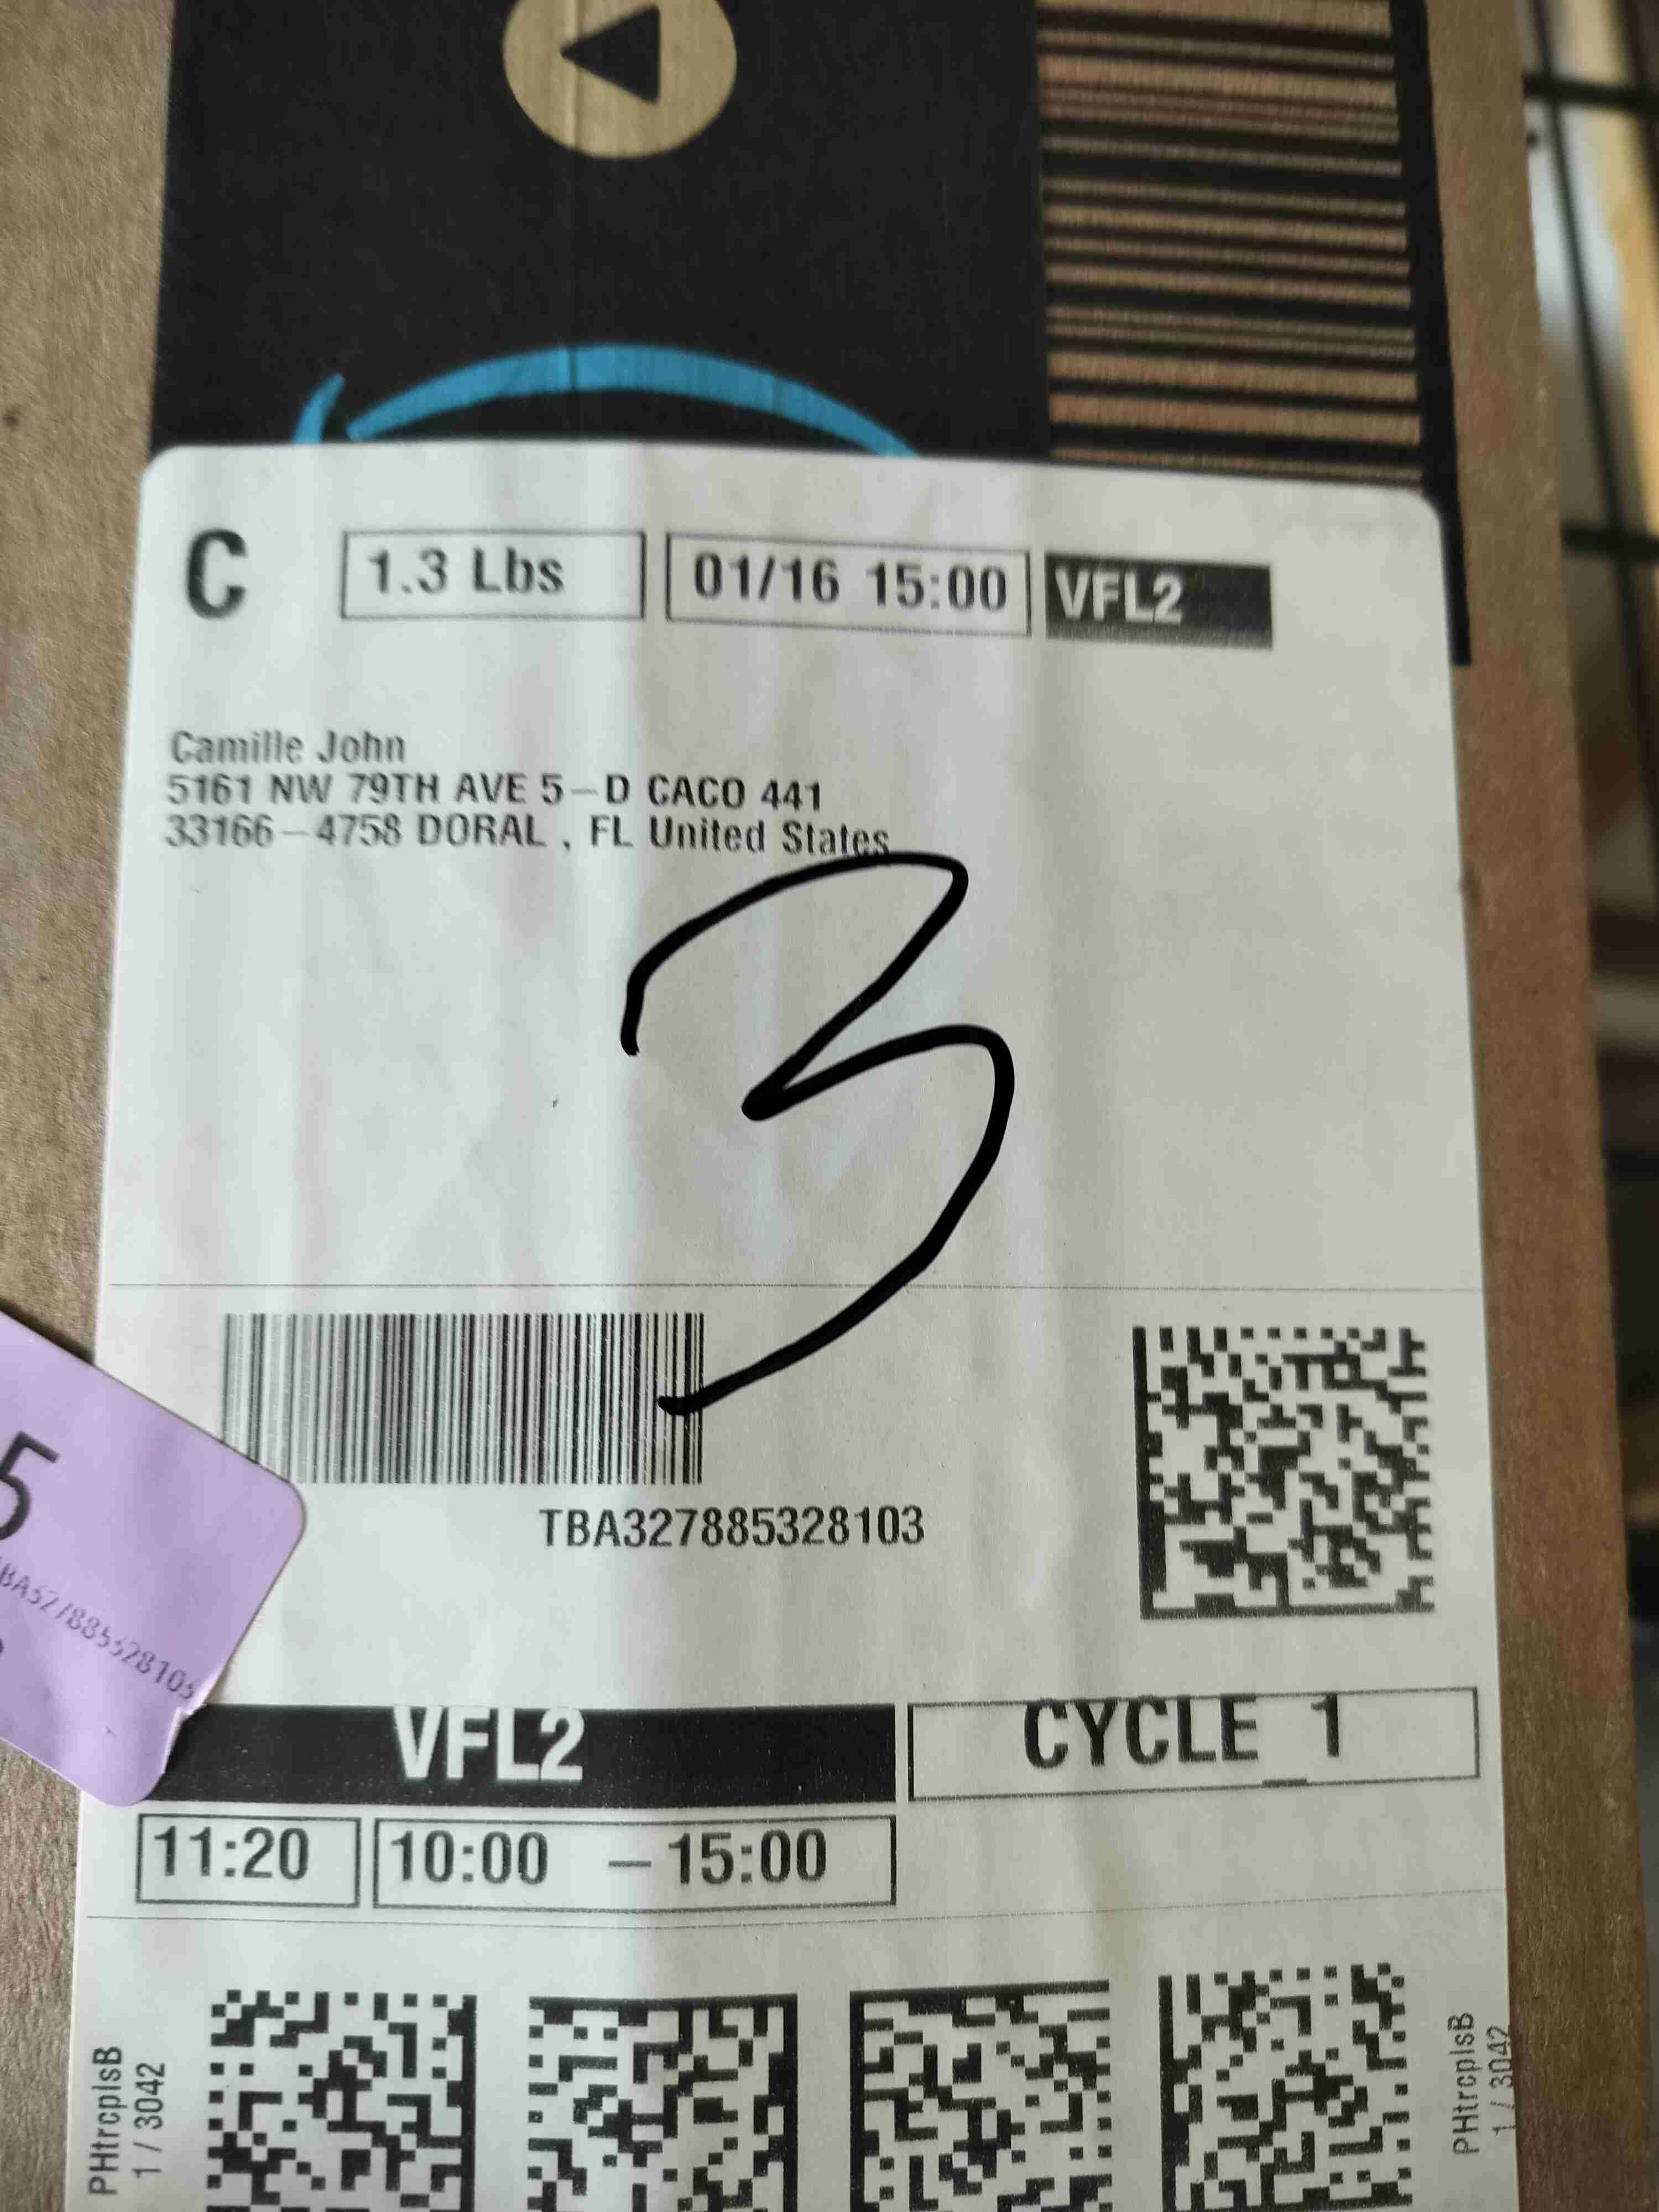 C 1.3 Lbs 01/16 15:00 VFL2
Camille John
5161 NW 79TH AVE 5-D CACO 441
33166-4758 DORAL , FL United States
3
TBA327885328103
5
VFL2 CYCLE_1
11:20 10:00 -15:00
PHtrcplsB
1 / 3042
PHtrcplsB
1 / 3042